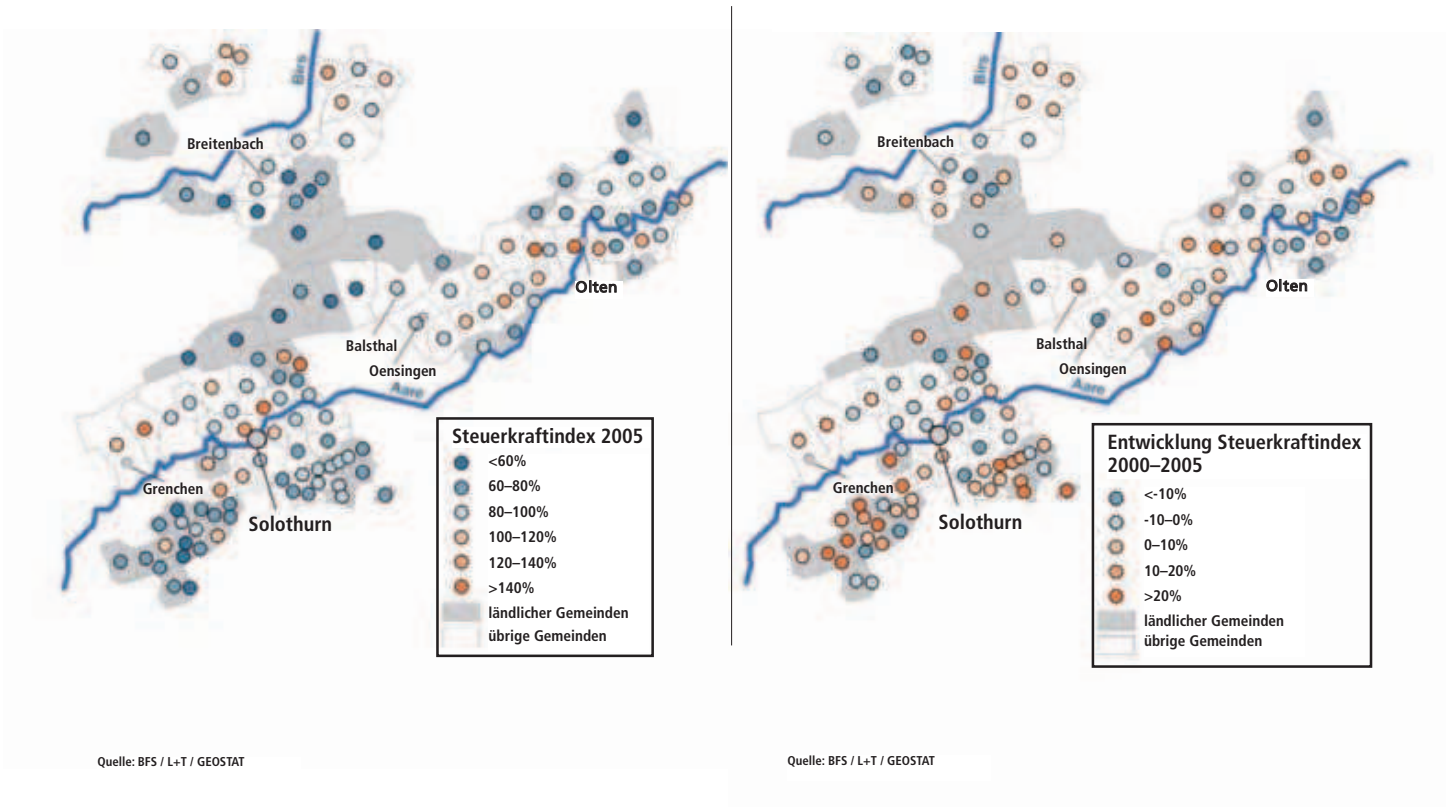 Birs
Breitenbach
Olten
Balsthal
Oensingen
Aare
Grenchen
Solothurn
Steuerkraftindex 2005
<60%
60–80%
80–100%
100–120%
120–140%
>140%
ländlicher Gemeinden
übrige Gemeinden
Quelle: BFS / L+T / GEOSTAT
Birs
Breitenbach
Olten
Balsthal
Oensingen
Aare
Grenchen
Solothurn
Entwicklung Steuerkraftindex
2000–2005
<-10%
-10–0%
0–10%
10–20%
>20%
ländlicher Gemeinden
übrige Gemeinden
Quelle: BFS / L+T / GEOSTAT